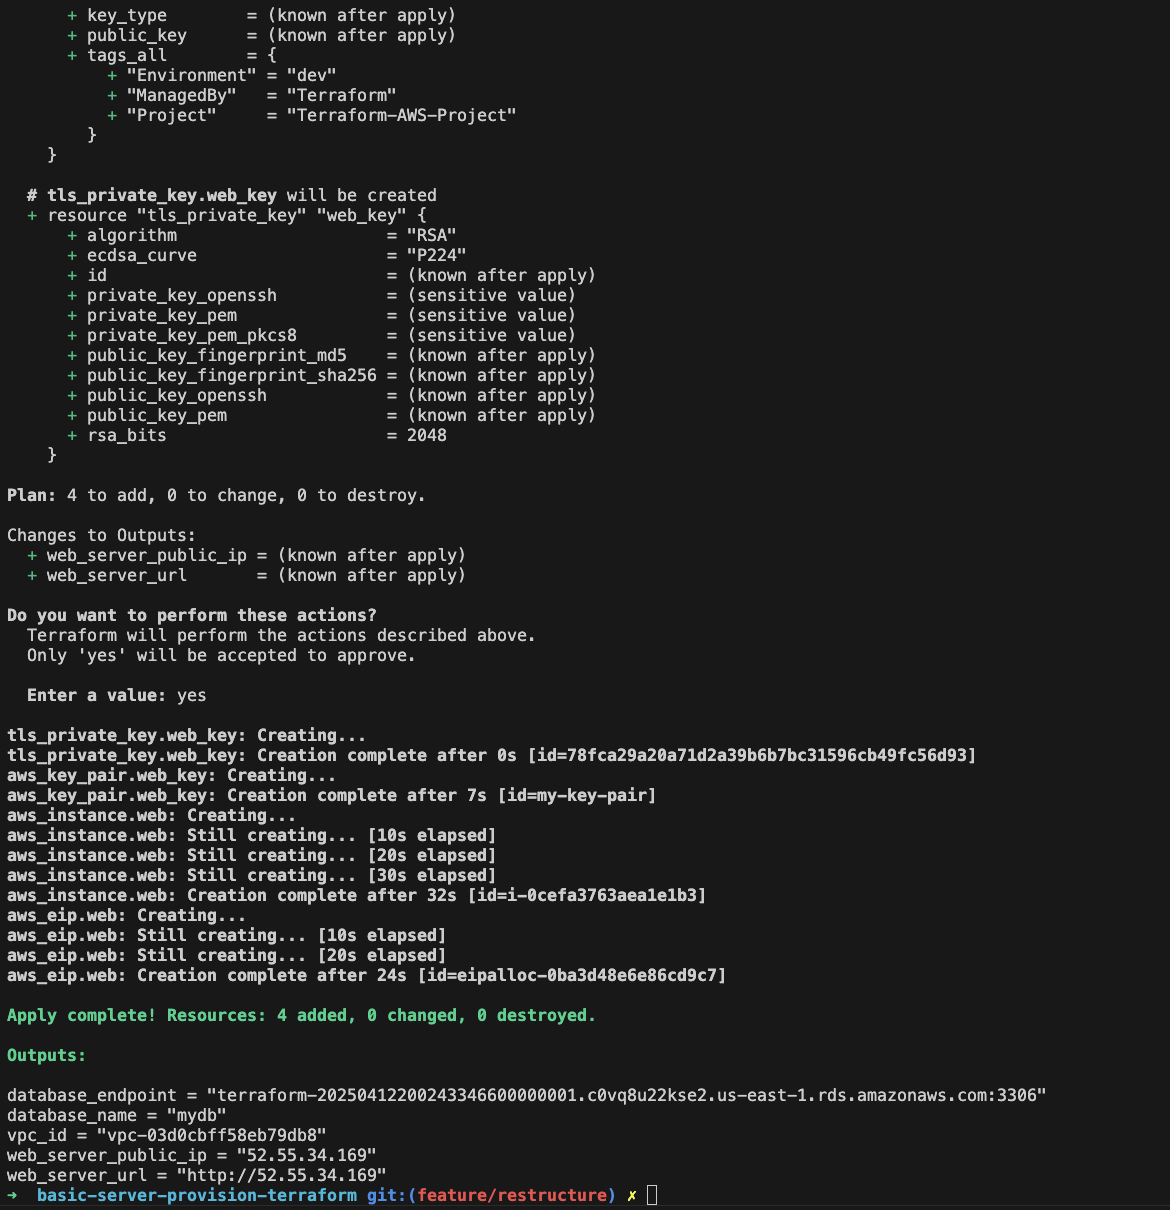 + key_type        = (known after apply)
+ public_key      = (known after apply)
+ tags_all        = {
+ "Environment" = "dev"
+ "ManagedBy"   = "Terraform"
+ "Project"     = "Terraform-AWS-Project"
}
}
# tls_private_key.web_key will be created
+ resource "tls_private_key" "web_key" {
+ algorithm                     = "RSA"
+ ecdsa_curve                   = "P224"
+ id                            = (known after apply)
+ private_key_openssh           = (sensitive value)
+ private_key_pem               = (sensitive value)
+ private_key_pem_pkcs8         = (sensitive value)
+ public_key_fingerprint_md5    = (known after apply)
+ public_key_fingerprint_sha256 = (known after apply)
+ public_key_openssh            = (known after apply)
+ public_key_pem                = (known after apply)
+ rsa_bits                      = 2048
}
Plan: 4 to add, 0 to change, 0 to destroy.
Changes to Outputs:
+ web_server_public_ip = (known after apply)
+ web_server_url       = (known after apply)
Do you want to perform these actions?
Terraform will perform the actions described above.
Only 'yes' will be accepted to approve.
Enter a value: yes
tls_private_key.web_key: Creating...
tls_private_key.web_key: Creation complete after 0s [id=78fca29a20a71d2a39b6b7bc31596cb49fc56d93]
aws_key_pair.web_key: Creating...
aws_key_pair.web_key: Creation complete after 7s [id=my-key-pair]
aws_instance.web: Creating...
aws_instance.web: Still creating... [10s elapsed]
aws_instance.web: Still creating... [20s elapsed]
aws_instance.web: Still creating... [30s elapsed]
aws_instance.web: Creation complete after 32s [id=i-0cefa3763aea1e1b3]
aws_eip.web: Creating...
aws_eip.web: Still creating... [10s elapsed]
aws_eip.web: Still creating... [20s elapsed]
aws_eip.web: Creation complete after 24s [id=eipalloc-0ba3d48e6e86cd9c7]
Apply complete! Resources: 4 added, 0 changed, 0 destroyed.
Outputs:
database_endpoint = "terraform-20250412200243346600000001.c0vq8u22kse2.us-east-1.rds.amazonaws.com:3306"
database_name = "mydb"
vpc_id = "vpc-03d0cbff58eb79db8"
web_server_public_ip = "52.55.34.169"
web_server_url = "http://52.55.34.169"
➜  basic-server-provision-terraform git:(feature/restructure) ✗